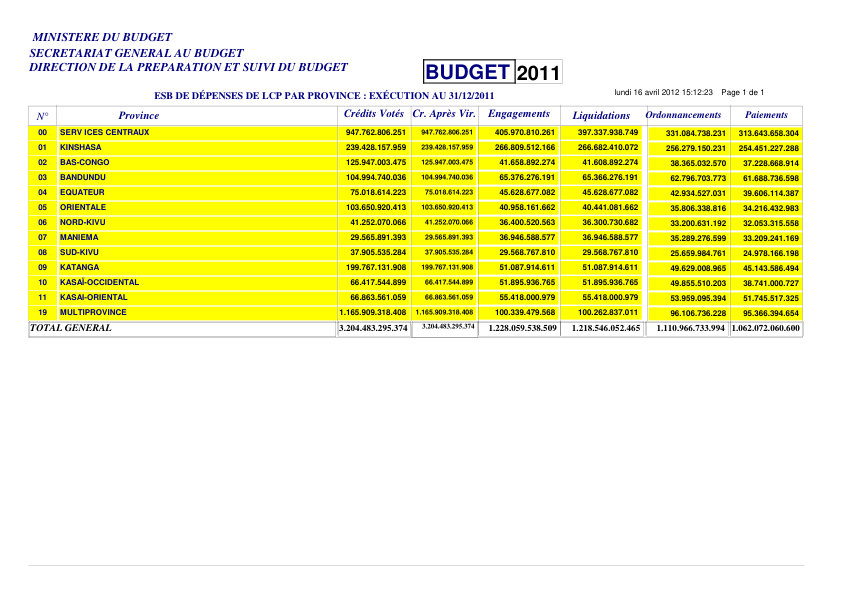 MINISTERE DU BUDGET
SECRETARIAT GENERAL AU BUDGET
DIRECTION DE LA PREPARATION ET SUIVI DU BUDGET
BUDGET 2011
ESB DE DÉPENSES DE LCP PAR PROVINCE : EXÉCUTION AU 31/12/2011
lundi 16 avril 2012 15:12:23 Page 1 de 1
N° Province Crédits Votés Cr. Après Vir. Engagements Liquidations Ordonnancements Paiements
00 SERV ICES CENTRAUX 947.762.806.251 947.762.806.251 405.970.810.261 397.337.938.749 331.084.738.231 313.643.658.304
01 KINSHASA 239.428.157.959 239.428.157.959 266.809.512.166 266.682.410.072 256.279.150.231 254.451.227.288
02 BAS-CONGO 125.947.003.475 125.947.003.475 41.658.892.274 41.608.892.274 38.365.032.570 37.228.668.914
03 BANDUNDU 104.994.740.036 104.994.740.036 65.376.276.191 65.366.276.191 62.796.703.773 61.688.736.598
04 EQUATEUR 75.018.614.223 75.018.614.223 45.628.677.082 45.628.677.082 42.934.527.031 39.606.114.387
05 ORIENTALE 103.650.920.413 103.650.920.413 40.958.161.662 40.441.081.662 35.806.338.816 34.216.432.983
06 NORD-KIVU 41.252.070.066 41.252.070.066 36.400.520.563 36.300.730.682 33.200.631.192 32.053.315.558
07 MANIEMA 29.565.891.393 29.565.891.393 36.946.588.577 36.946.588.577 35.289.276.599 33.209.241.169
08 SUD-KIVU 37.905.535.284 37.905.535.284 29.568.767.810 29.568.767.810 25.659.984.761 24.978.166.198
09 KATANGA 199.767.131.908 199.767.131.908 51.087.914.611 51.087.914.611 49.629.008.965 45.143.586.494
10 KASAÏ-OCCIDENTAL 66.417.544.899 66.417.544.899 51.895.936.765 51.895.936.765 49.855.510.203 38.741.000.727
11 KASAI-ORIENTAL 66.863.561.059 66.863.561.059 55.418.000.979 55.418.000.979 53.959.095.394 51.745.517.325
19 MULTIPROVINCE 1.165.909.318.408 1.165.909.318.408 100.339.479.568 100.262.837.011 96.106.736.228 95.366.394.654
TOTAL GENERAL 3.204.483.295.374 3.204.483.295.374 1.228.059.538.509 1.218.546.052.465 1.110.966.733.994 1.062.072.060.600